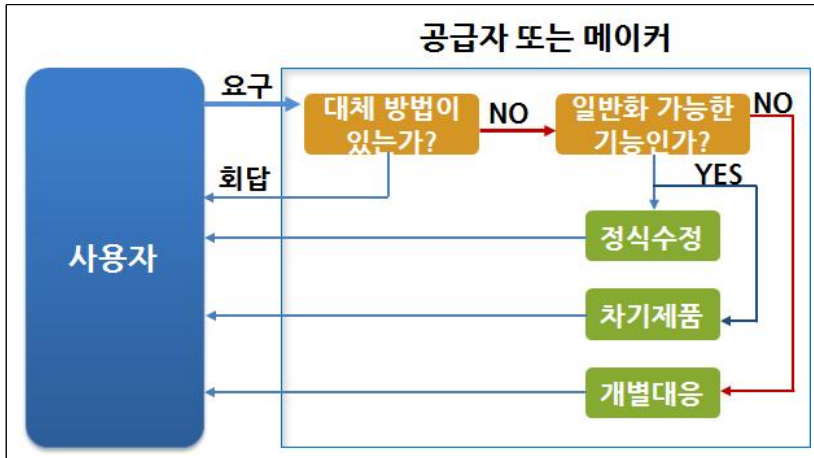 공급자 또는 메이커
요구
대체 방법이
있는가?
NO
일반화 가능한
기능인가?
NO
회답
YES
사용자
정식수정
차기제품
개별대응